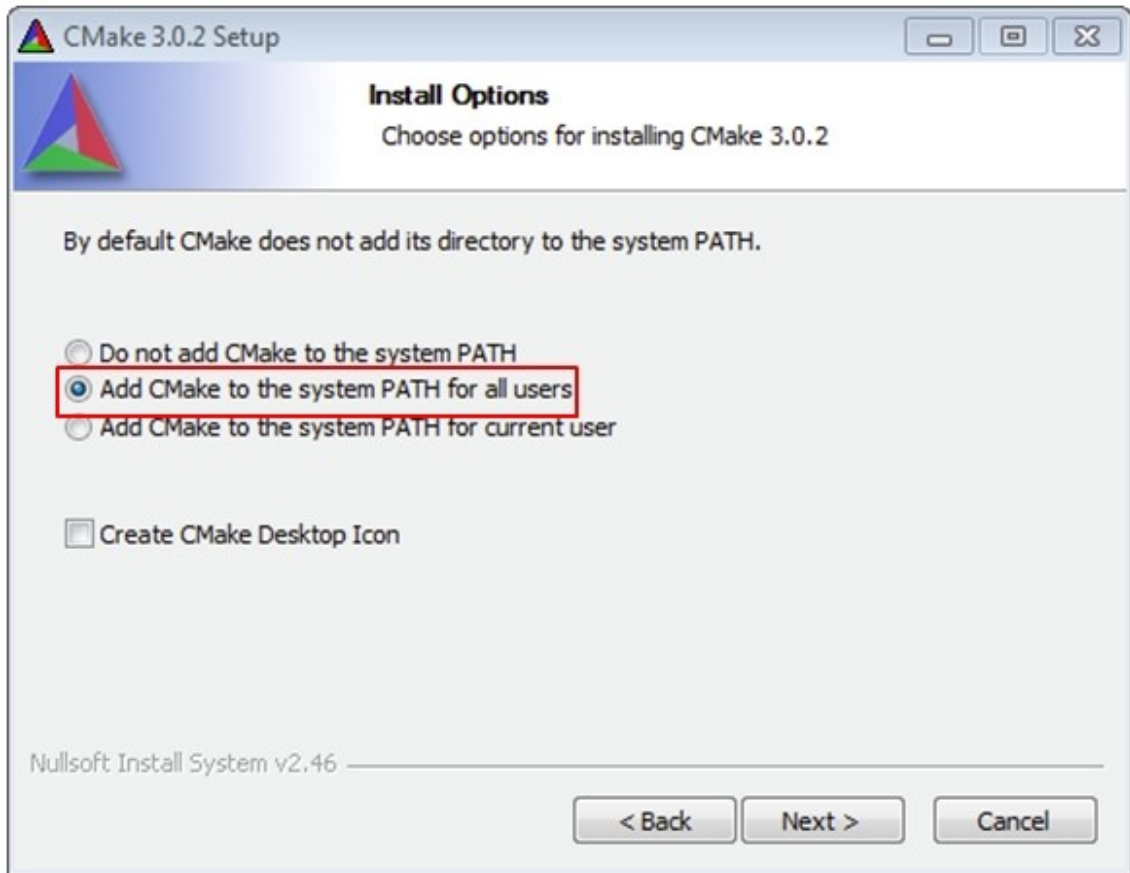 CMake 3.0.2 Setup
Install Options
Choose options for installing CMake 3.0.2
By default CMake does not add its directory to the system PATH.
Do not add CMake to the system PATH
Add CMake to the system PATH for all users
Add CMake to the system PATH for current user
Create CMake Desktop Icon
Nullsoft Install System v2.46
< Back Next > Cancel